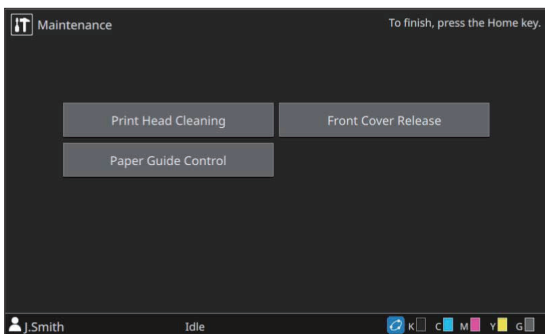 Maintenance
To finish, press the Home key.
Print Head Cleaning
Front Cover Release
Paper Guide Control
J.Smith
Idle
K C M Y G